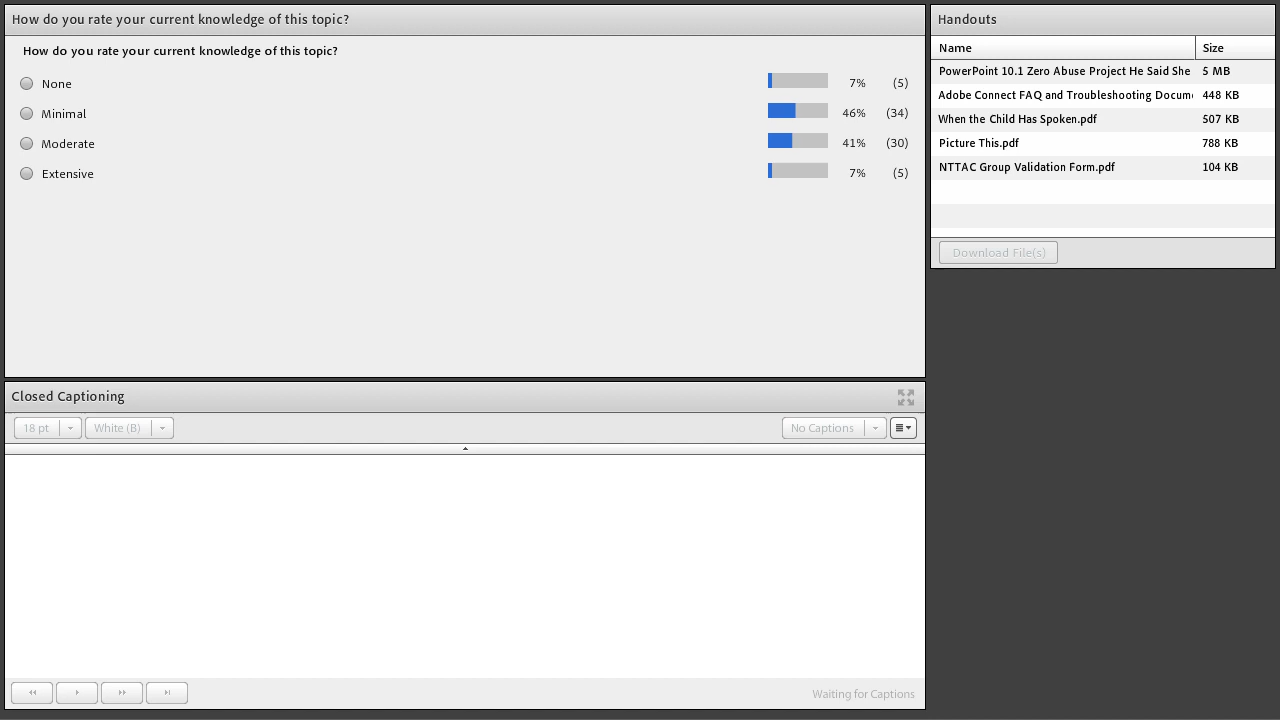 How do you rate your current knowledge of this topic?
How do you rate your current knowledge of this topic?
None 7% (5)
Minimal 46% (34)
Moderate 41% (30)
Extensive 7% (5)
Handouts
Name Size
PowerPoint 10.1 Zero Abuse Project He Said She 5 MB
Adobe Connect FAQ and Troubleshooting Docum 448 KB
When the Child Has Spoken.pdf 507 KB
Picture This.pdf 788 KB
NTTAC Group Validation Form.pdf 104 KB
Download File(s)
Closed Captioning
18 pt White (B) No Captions
Waiting for Captions